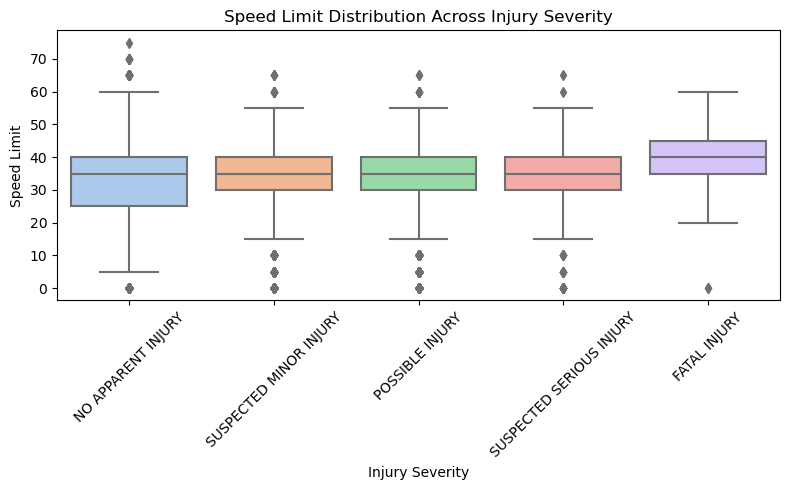 Speed Limit Distribution Across Injury Severity
Speed Limit
70
60
50
40
30
20
10
0
NO APPARENT INJURY
SUSPECTED MINOR INJURY
POSSIBLE INJURY
SUSPECTED SERIOUS INJURY
FATAL INJURY
Injury Severity